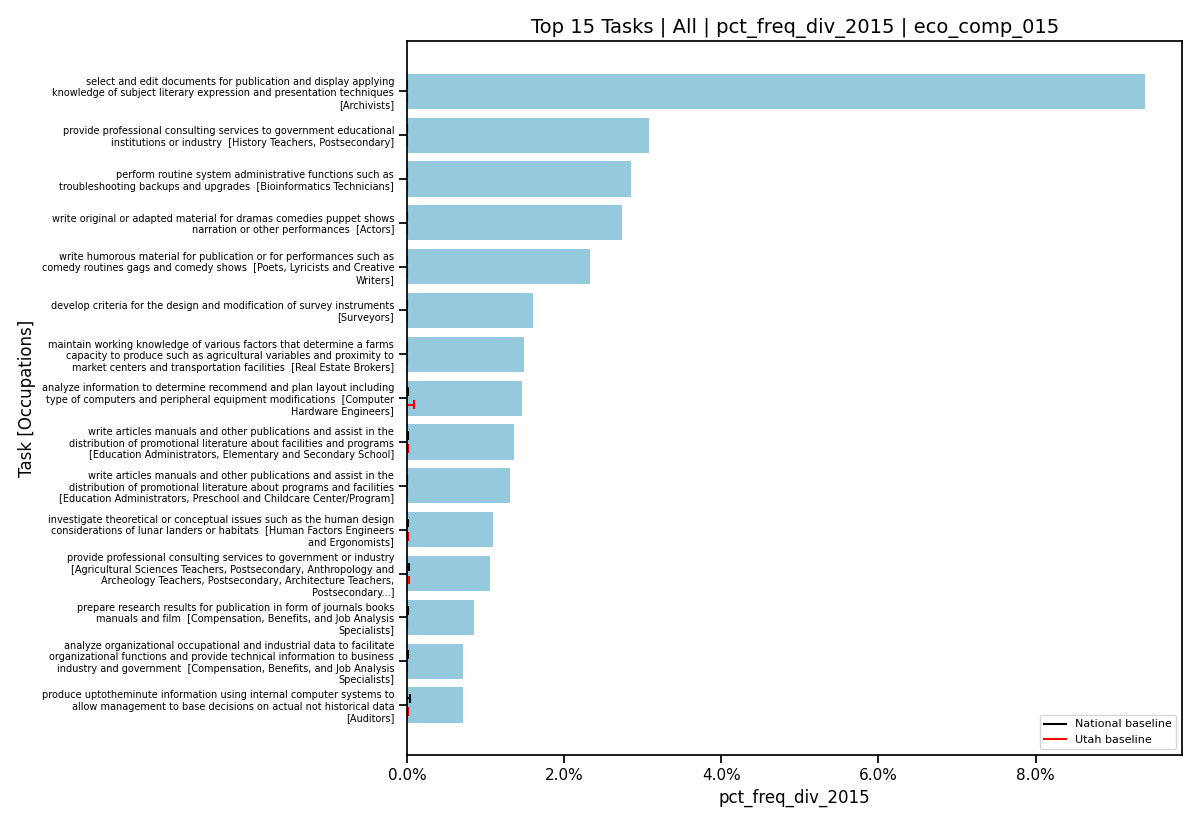 Top 15 Tasks | All | pct_freq_div_2015 | eco_comp_015
select and edit documents for publication and display applying
knowledge of subject literary expression and presentation techniques
[Archivists]
provide professional consulting services to government educational
institutions or industry  [History Teachers, Postsecondary]
perform routine system administrative functions such as
troubleshooting backups and upgrades  [Bioinformatics Technicians]
write original or adapted material for dramas comedies puppet shows
narration or other performances  [Actors]
write humorous material for publication or for performances such as
comedy routines gags and comedy shows  [Poets, Lyricists and Creative
Writers]
develop criteria for the design and modification of survey instruments
[Surveyors]
maintain working knowledge of various factors that determine a farms
capacity to produce such as agricultural variables and proximity to
market centers and transportation facilities  [Real Estate Brokers]
analyze information to determine recommend and plan layout including
type of computers and peripheral equipment modifications  [Computer
Hardware Engineers]
write articles manuals and other publications and assist in the
distribution of promotional literature about facilities and programs
[Education Administrators, Elementary and Secondary School]
write articles manuals and other publications and assist in the
distribution of promotional literature about programs and facilities
[Education Administrators, Preschool and Childcare Center/Program]
investigate theoretical or conceptual issues such as the human design
considerations of lunar landers or habitats  [Human Factors Engineers
and Ergonomists]
provide professional consulting services to government or industry
[Agricultural Sciences Teachers, Postsecondary, Anthropology and
Archeology Teachers, Postsecondary, Architecture Teachers,
Postsecondary...]
prepare research results for publication in form of journals books
manuals and film  [Compensation, Benefits, and Job Analysis
Specialists]
analyze organizational occupational and industrial data to facilitate
organizational functions and provide technical information to business
industry and government  [Compensation, Benefits, and Job Analysis
Specialists]
produce uptotheminute information using internal computer systems to
allow management to base decisions on actual not historical data
[Auditors]
Task [Occupations]
National baseline
Utah baseline
0.0%
2.0%
4.0%
6.0%
8.0%
pct_freq_div_2015